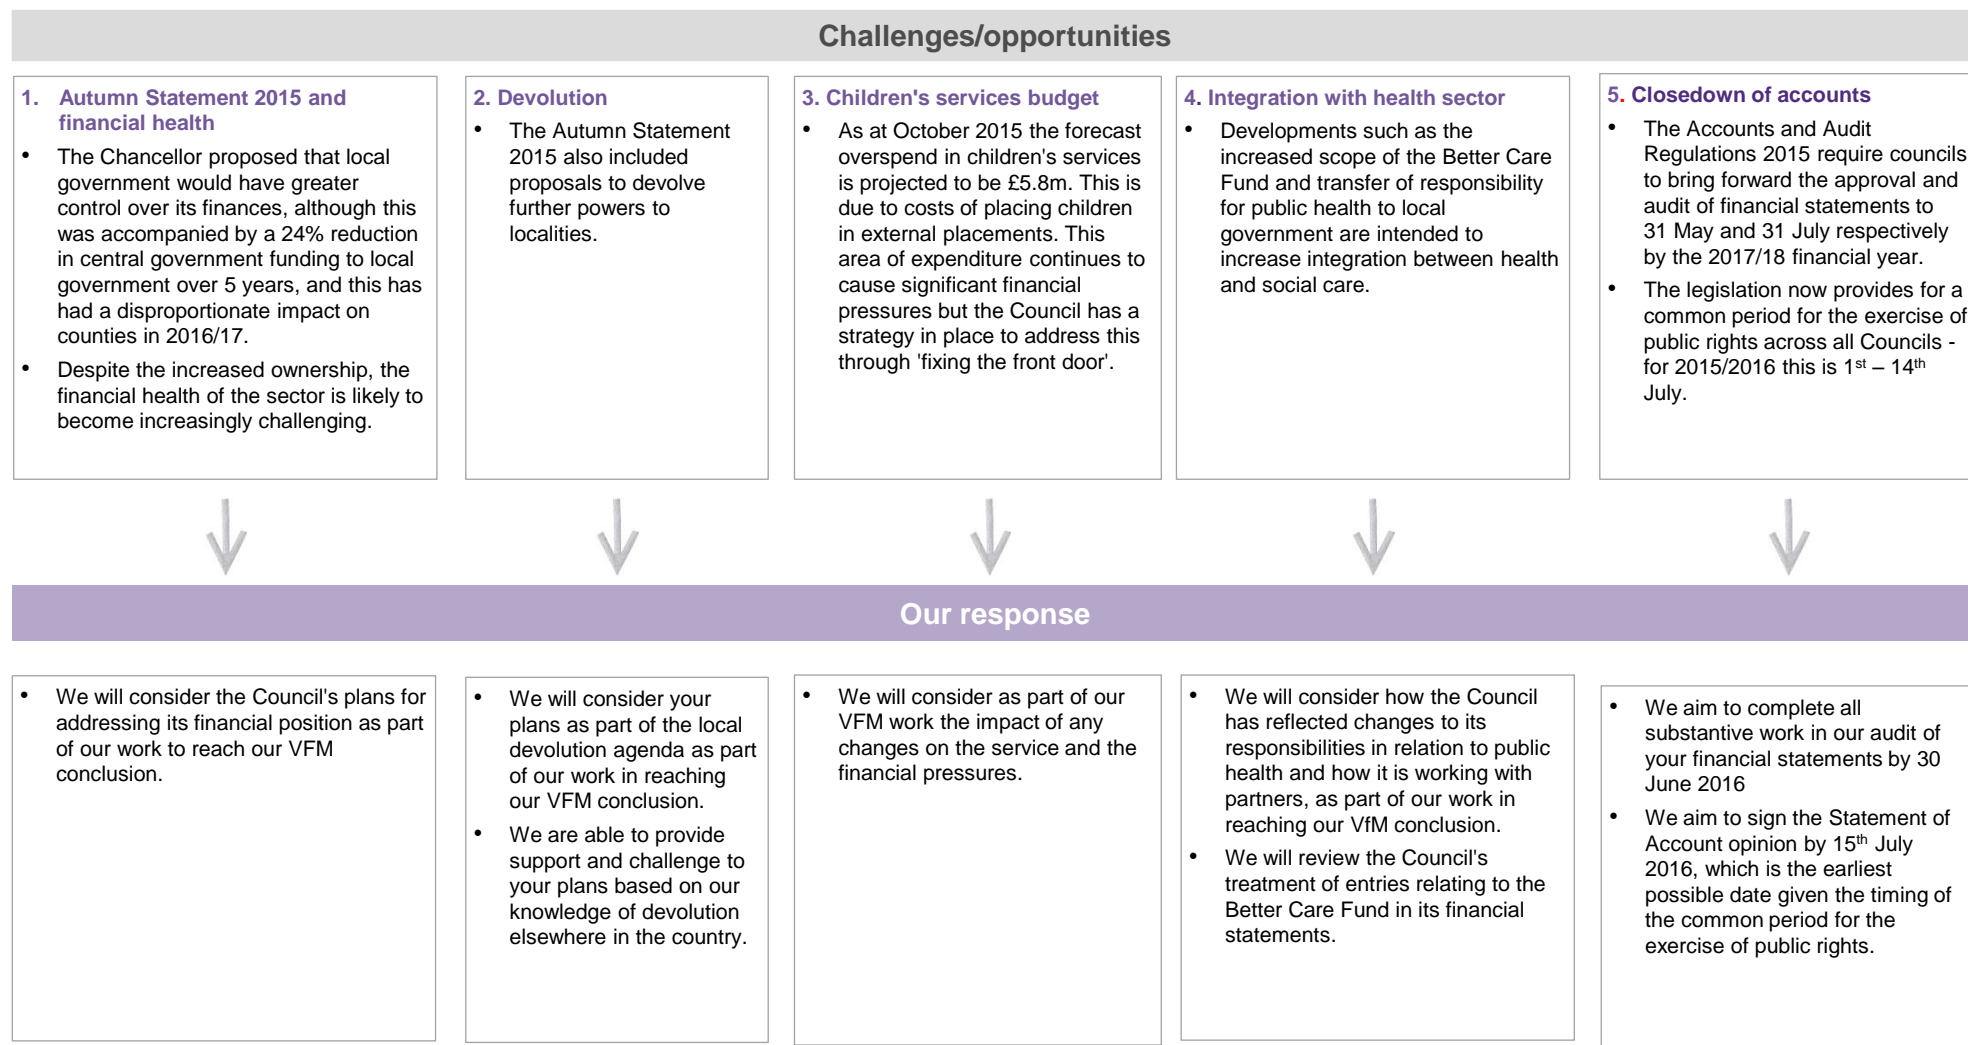 Challenges/opportunities
1. Autumn Statement 2015 and
financial health
• The Chancellor proposed that local
government would have greater
control over its finances, although this
was accompanied by a 24% reduction
in central government funding to local
government over 5 years, and this has
had a disproportionate impact on
counties in 2016/17.
• Despite the increased ownership, the
financial health of the sector is likely to
become increasingly challenging.
2. Devolution
• The Autumn Statement
2015 also included
proposals to devolve
further powers to
localities.
3. Children's services budget
• As at October 2015 the forecast
overspend in children's services
is projected to be £5.8m. This is
due to costs of placing children
in external placements. This
area of expenditure continues to
cause significant financial
pressures but the Council has a
strategy in place to address this
through 'fixing the front door'.
4. Integration with health sector
• Developments such as the
increased scope of the Better Care
Fund and transfer of responsibility
for public health to local
government are intended to
increase integration between health
and social care.
5. Closedown of accounts
• The Accounts and Audit
Regulations 2015 require councils
to bring forward the approval and
audit of financial statements to
31 May and 31 July respectively
by the 2017/18 financial year.
• The legislation now provides for a
common period for the exercise of
public rights across all Councils -
for 2015/2016 this is 1st – 14th
July.
Our response
• We will consider the Council's plans for
addressing its financial position as part
of our work to reach our VFM
conclusion.
• We will consider your
plans as part of the local
devolution agenda as part
of our work in reaching
our VFM conclusion.
• We are able to provide
support and challenge to
your plans based on our
knowledge of devolution
elsewhere in the country.
• We will consider as part of our
VFM work the impact of any
changes on the service and the
financial pressures.
• We will consider how the Council
has reflected changes to its
responsibilities in relation to public
health and how it is working with
partners, as part of our work in
reaching our VfM conclusion.
• We will review the Council's
treatment of entries relating to the
Better Care Fund in its financial
statements.
• We aim to complete all
substantive work in our audit of
your financial statements by 30
June 2016
• We aim to sign the Statement of
Account opinion by 15th July
2016, which is the earliest
possible date given the timing of
the common period for the
exercise of public rights.